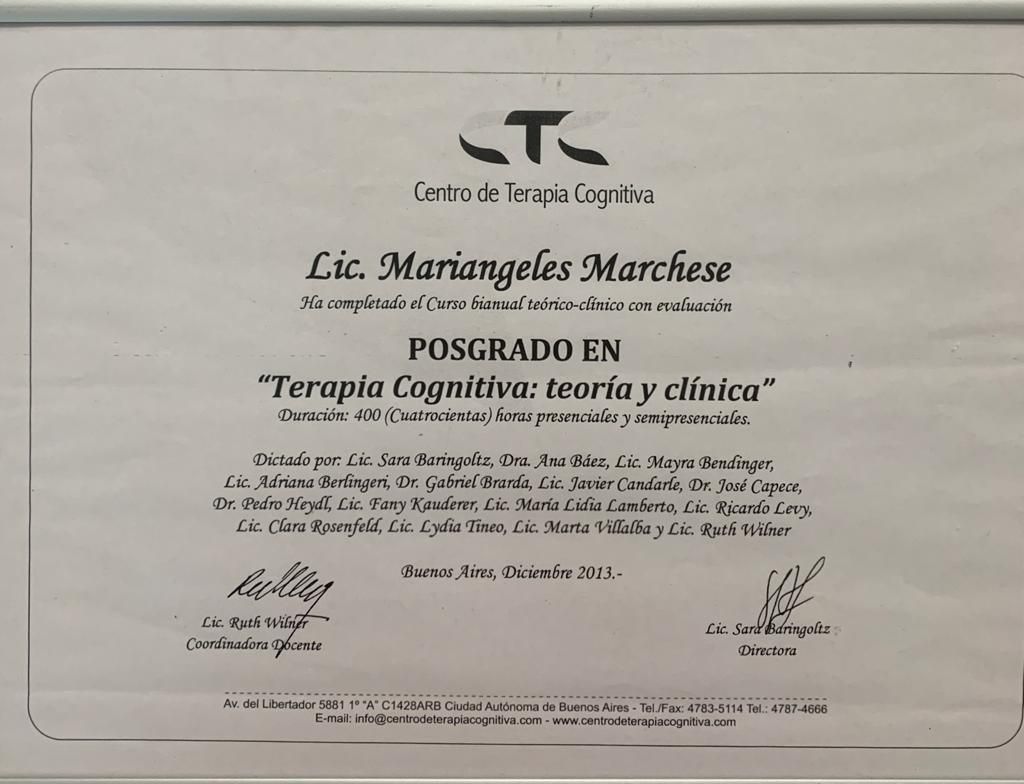 CTC
Centro de Terapia Cognitiva
Lic. Mariangeles Marchese
Ha completado el Curso bianual teórico-clínico con evaluación
POSGRADO EN
“Terapia Cognitiva: teoría y clínica”
Duración: 400 (Cuatrocientas) horas presenciales y semipresenciales.
Dictado por: Lic. Sara Baringoltz, Dra. Ana Báez, Lic. Mayra Bendinger,
Lic. Adriana Berlingeri, Dr. Gabriel Brarda, Lic. Javier Candarle, Dr. José Capece,
Dr. Pedro Heydl, Lic. Fany Kauderer, Lic. María Lidia Lamberto, Lic. Ricardo Levy,
Lic. Clara Rosenfeld, Lic. Lydia Tineo, Lic. Marta Villalba y Lic. Ruth Wilner
Buenos Aires, Diciembre 2013.-
Lic. Ruth Wilner
Coordinadora Docente
Lic. Sara Baringoltz
Directora
Av. del Libertador 5881 1º "A" C1428ARB Ciudad Autónoma de Buenos Aires - Tel./Fax: 4783-5114 Tel.: 4787-4666
E-mail: info@centrodeterapiacognitiva.com - www.centrodeterapiacognitiva.com